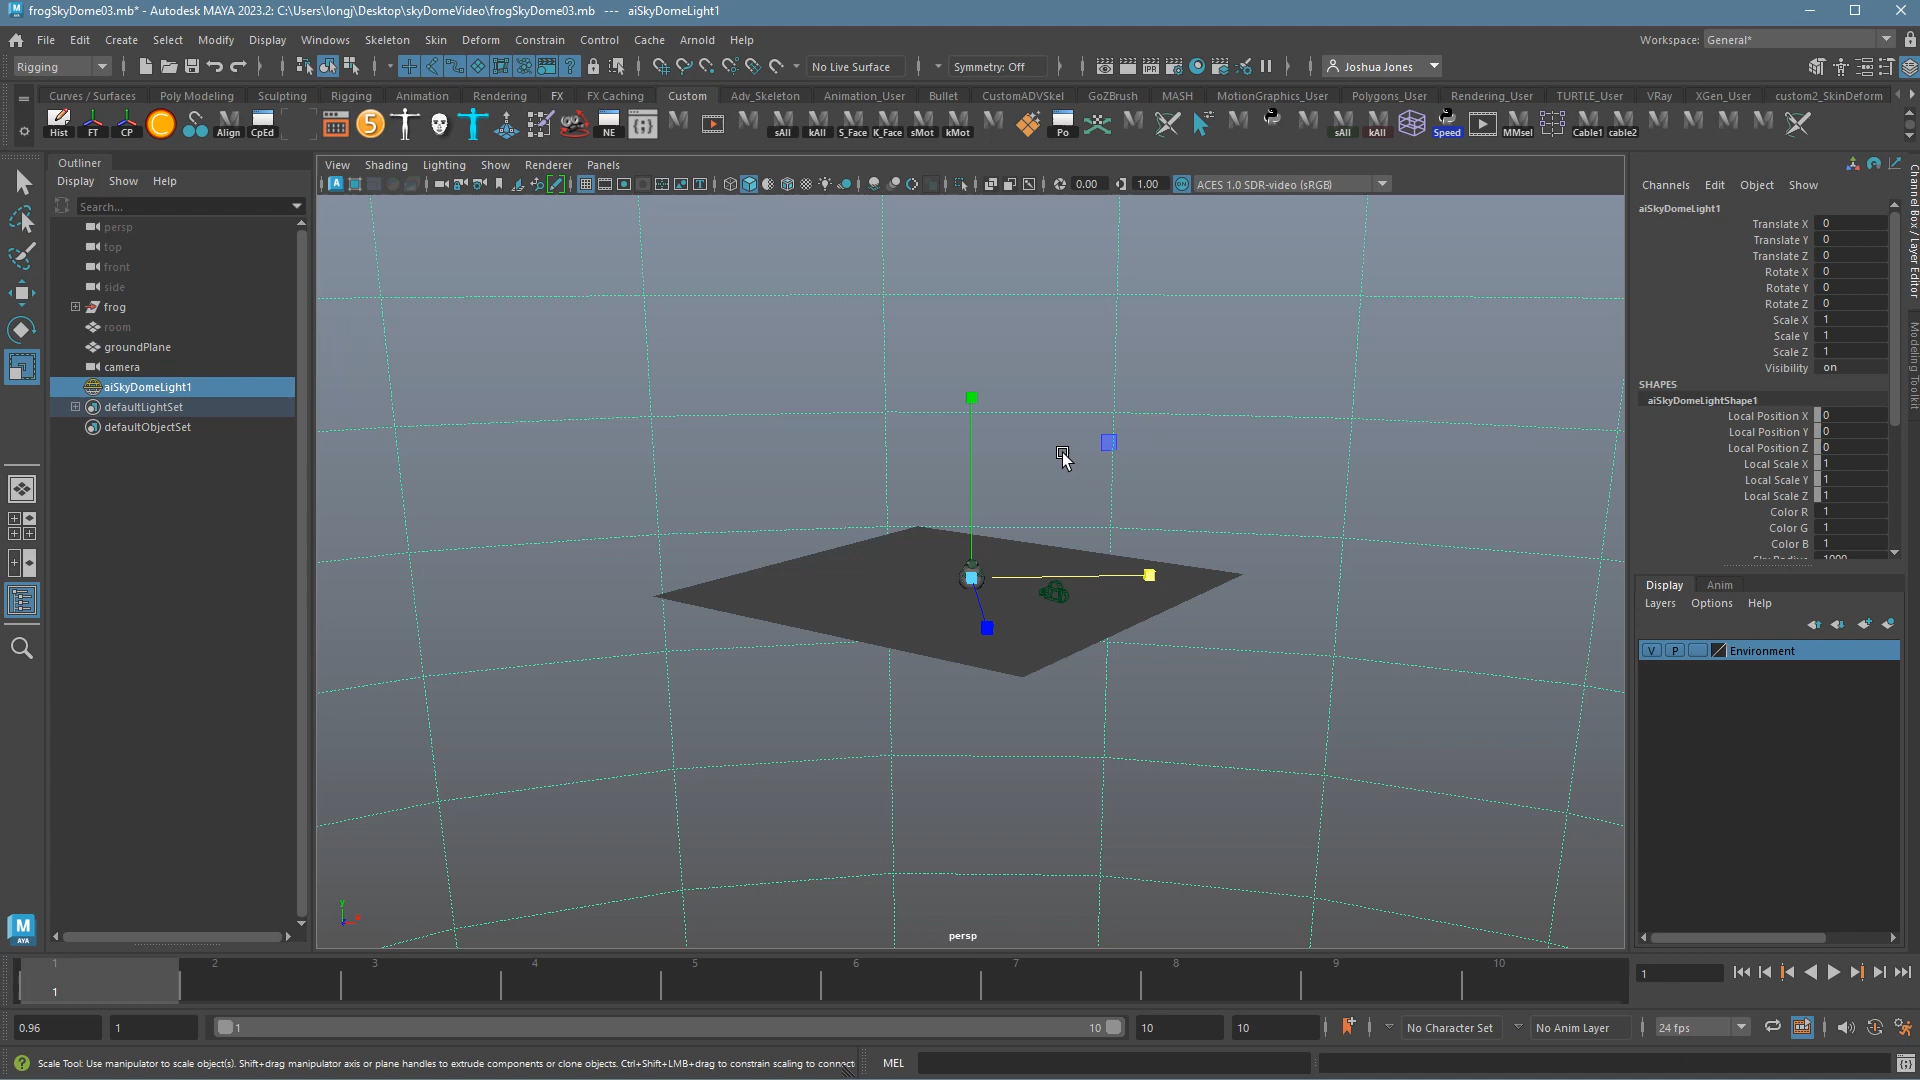 frogSkyDome03.mb* - Autodesk MAYA 2023.2: C:\Users\longj\Desktop\skyDomeVideo\frogSkyDome03.mb --- aiSkyDomeLight1
File Edit Create Select Modify Display Windows Skeleton Skin Deform Constrain Control Cache Arnold Help
Workspace: General*
Rigging
No Live Surface
Symmetry: Off
Joshua Jones
Curves / Surfaces Poly Modeling Sculpting Rigging Animation Rendering FX FX Caching Custom Adv_Skeleton Animation_User Bullet CustomADVSkel GoZBrush MASH MotionGraphics_User Polygons_User Rendering_User TURTLE_User VRay XGen_User custom2_SkinDeform
Hist FT CP Align CpEd NE sAll kAll S_Face K_Face sMot kMot Po sAll kAll Speed MMsel Cable1 cable2
Outliner
Display Show Help
Search...
persp
top
front
side
frog
room
groundPlane
camera
aiSkyDomeLight1
defaultLightSet
defaultObjectSet
View Shading Lighting Show Renderer Panels
0.00 1.00 ACES 1.0 SDR-video (sRGB)
persp
y
Channels Edit Object Show
aiSkyDomeLight1
Translate X 0
Translate Y 0
Translate Z 0
Rotate X 0
Rotate Y 0
Rotate Z 0
Scale X 1
Scale Y 1
Scale Z 1
Visibility on
SHAPES
aiSkyDomeLightShape1
Local Position X 0
Local Position Y 0
Local Position Z 0
Local Scale X 1
Local Scale Y 1
Local Scale Z 1
Color R 1
Color G 1
Color B 1
Sky Radius 1000
Channel Box / Layer Editor
Modeling Toolkit
Display Anim
Layers Options Help
V P Environment
M
AYA
1 2 3 4 5 6 7 8 9 10
1
1
0.96
1
1
10
10
10
No Character Set
No Anim Layer
24 fps
Scale Tool: Use manipulator to scale object(s). Shift+drag manipulator axis or plane handles to extrude components or clone objects. Ctrl+Shift+LMB+drag to constrain scaling to connect
MEL